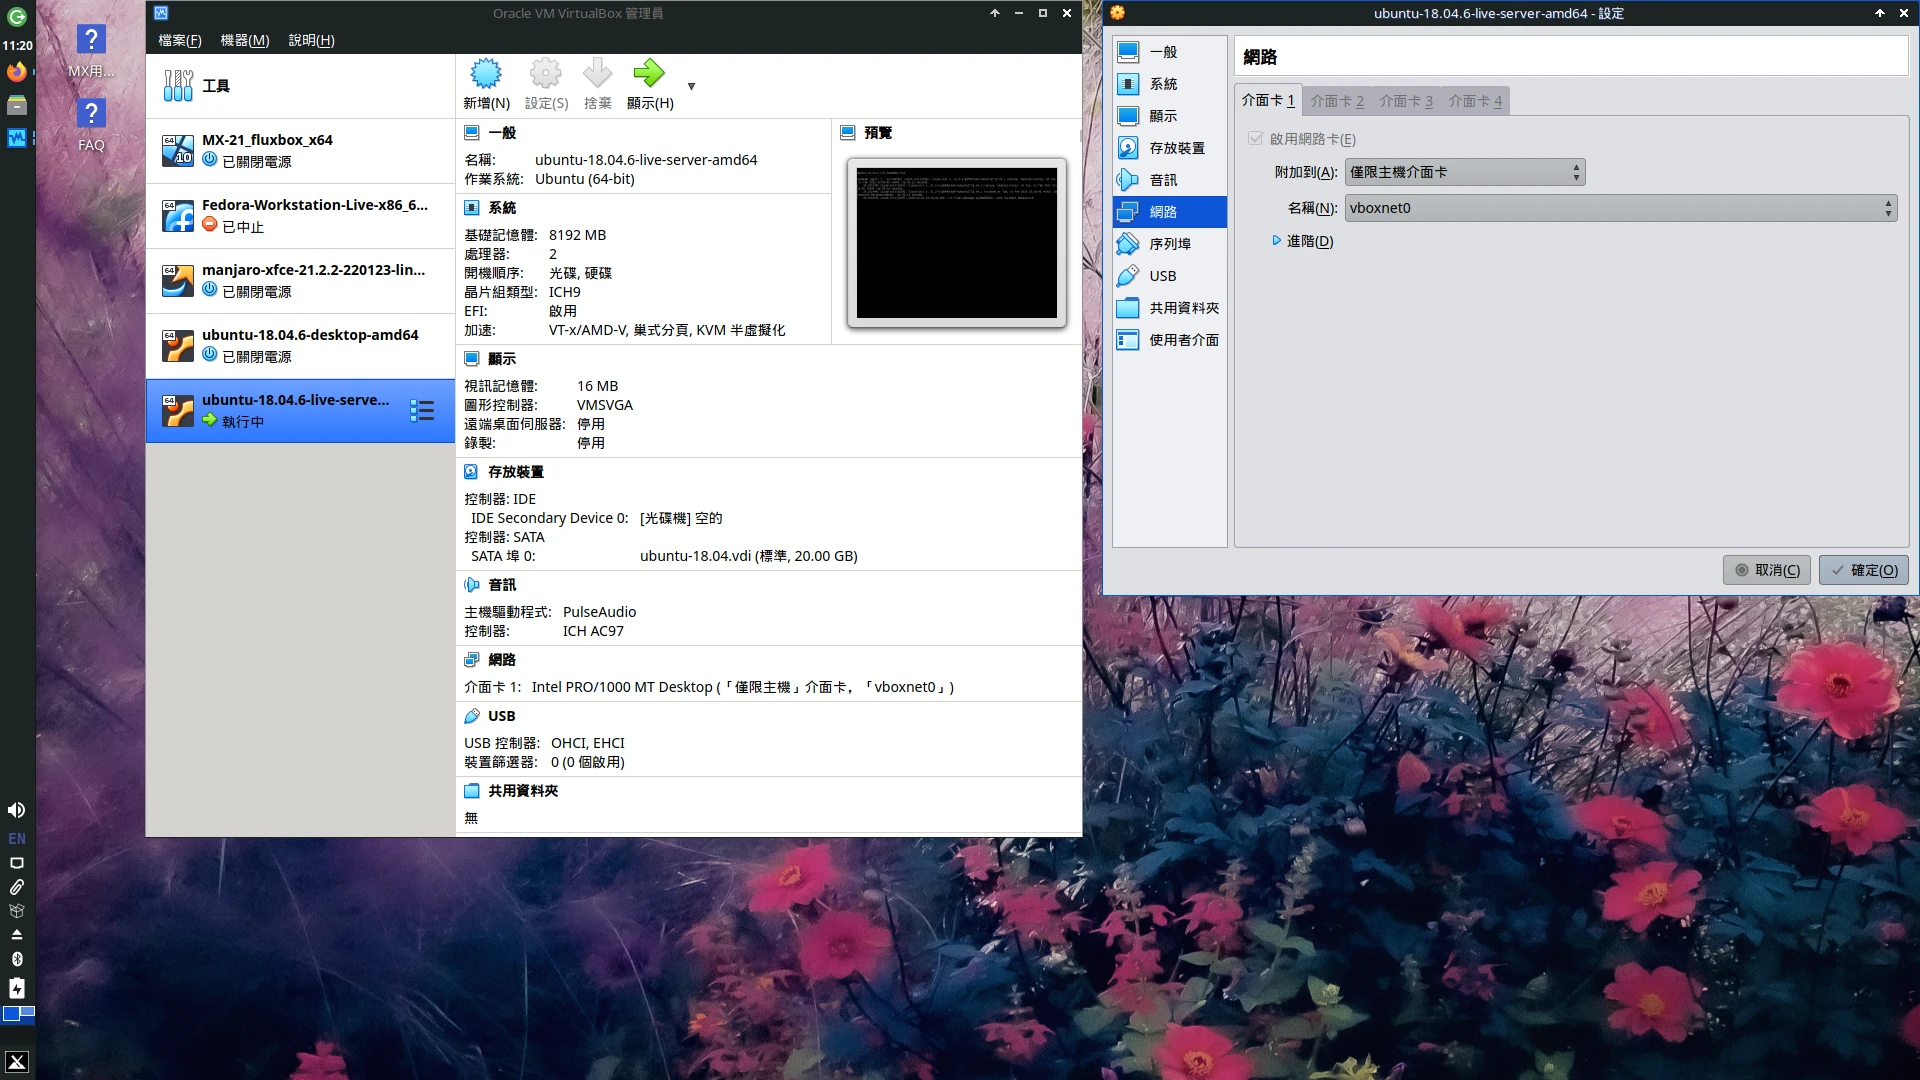 11:20
MX用...
FAQ
EN
Oracle VM VirtualBox 管理員
檔案(F)
機器(M)
說明(H)
工具
MX-21_fluxbox_x64
已關閉電源
Fedora-Workstation-Live-x86_6...
已中止
manjaro-xfce-21.2.2-220123-lin...
已關閉電源
ubuntu-18.04.6-desktop-amd64
已關閉電源
ubuntu-18.04.6-live-serve...
執行中
新增(N)
設定(S)
捨棄
顯示(H)
一般
名稱: ubuntu-18.04.6-live-server-amd64
作業系統: Ubuntu (64-bit)
預覽
系統
基礎記憶體: 8192 MB
處理器: 2
開機順序: 光碟, 硬碟
晶片組類型: ICH9
EFI: 啟用
加速: VT-x/AMD-V, 巢式分頁, KVM 半虛擬化
顯示
視訊記憶體: 16 MB
圖形控制器: VMSVGA
遠端桌面伺服器: 停用
錄製: 停用
存放裝置
控制器: IDE
IDE Secondary Device 0: [光碟機] 空的
控制器: SATA
SATA 埠 0: ubuntu-18.04.vdi (標準, 20.00 GB)
音訊
主機驅動程式: PulseAudio
控制器: ICH AC97
網路
介面卡 1: Intel PRO/1000 MT Desktop (「僅限主機」介面卡, 「vboxnet0」)
USB
USB 控制器: OHCI, EHCI
裝置篩選器: 0 (0 個啟用)
共用資料夾
無
ubuntu-18.04.6-live-server-amd64 - 設定
一般
系統
顯示
存放裝置
音訊
網路
序列埠
USB
共用資料夾
使用者介面
網路
介面卡 1
介面卡 2
介面卡 3
介面卡 4
啟用網路卡(E)
附加到(A): 僅限主機介面卡
名稱(N): vboxnet0
進階(D)
取消(C)
確定(O)